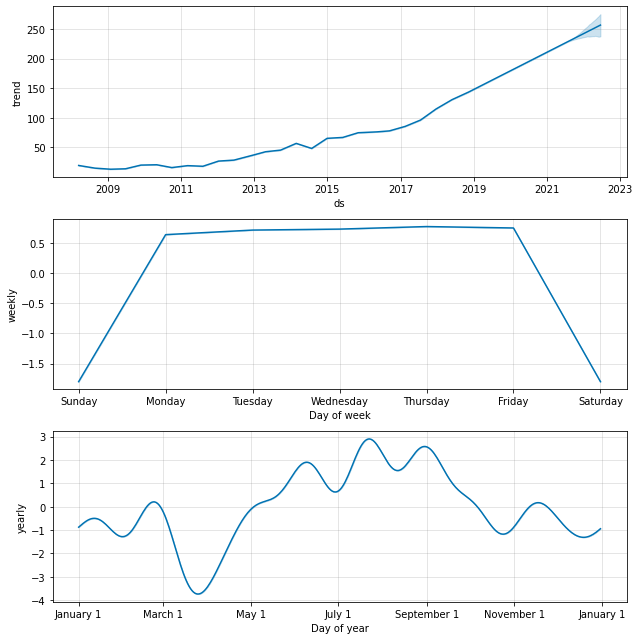 250
200
150
100
50
trend
2009 2011 2013 2015 2017 2019 2021 2023
ds
0.5
0.0
−0.5
−1.0
−1.5
weekly
Sunday Monday Tuesday Wednesday Thursday Friday Saturday
Day of week
3
2
1
0
−1
−2
−3
−4
yearly
January 1 March 1 May 1 July 1 September 1 November 1 January 1
Day of year